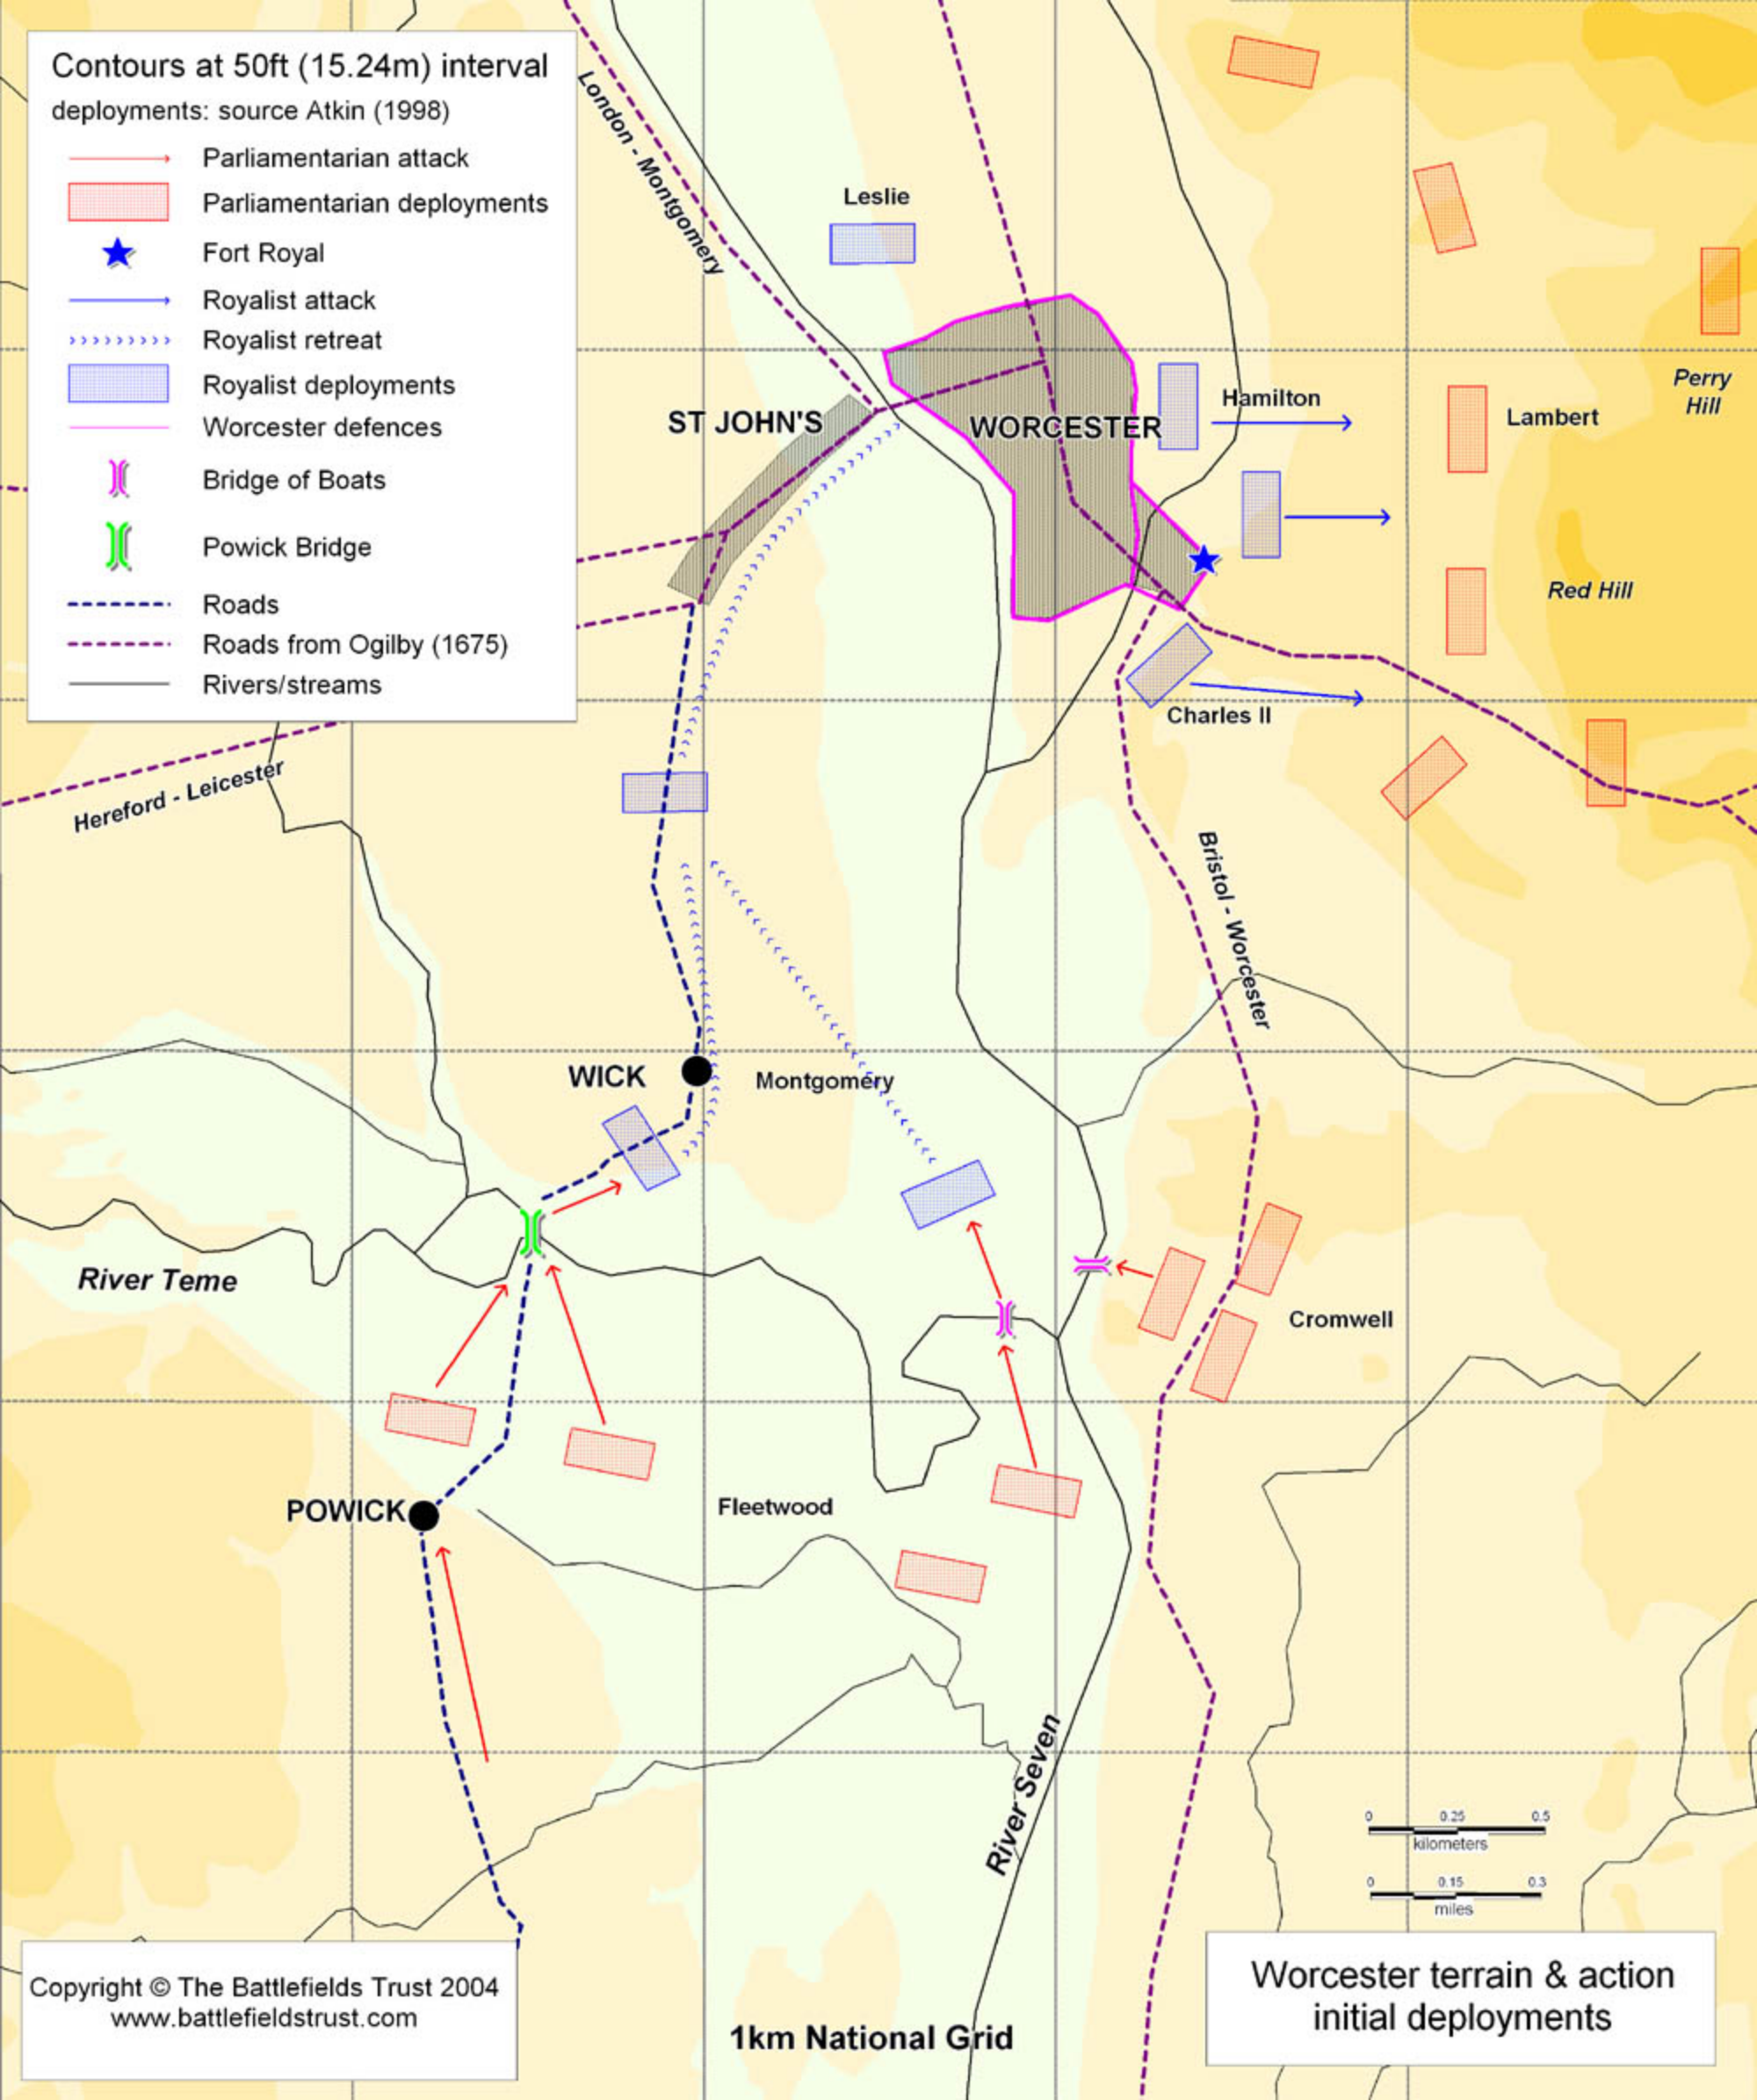 Contours at 50ft (15.24m) interval
deployments: source Atkin (1998)
Parliamentarian attack
Parliamentarian deployments
Fort Royal
Royalist attack
Royalist retreat
Royalist deployments
Worcester defences
Bridge of Boats
Powick Bridge
Roads
Roads from Ogilby (1675)
Rivers/streams
London - Montgomery
Leslie
ST JOHN'S
WORCESTER
Hamilton
Lambert
Perry
Hill
Red Hill
Charles II
Hereford - Leicester
Bristol - Worcester
WICK
Montgomery
River Teme
Cromwell
POWICK
Fleetwood
River Seven
0 0.25 0.5
kilometers
0 0.15 0.3
miles
Copyright © The Battlefields Trust 2004
www.battlefieldstrust.com
1km National Grid
Worcester terrain & action
initial deployments